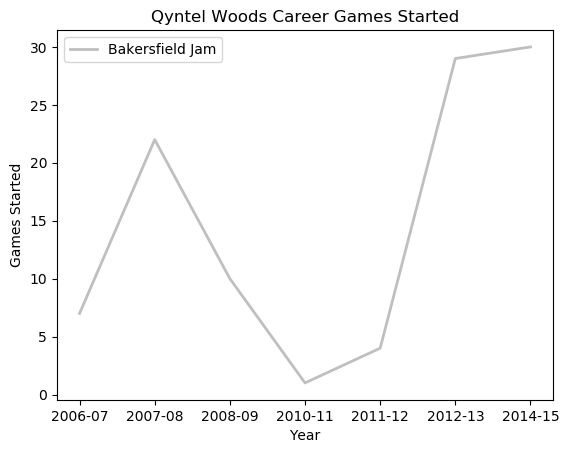 Qyntel Woods Career Games Started
Bakersfield Jam
30
25
20
15
10
5
0
Games Started
2006-07 2007-08 2008-09 2010-11 2011-12 2012-13 2014-15
Year